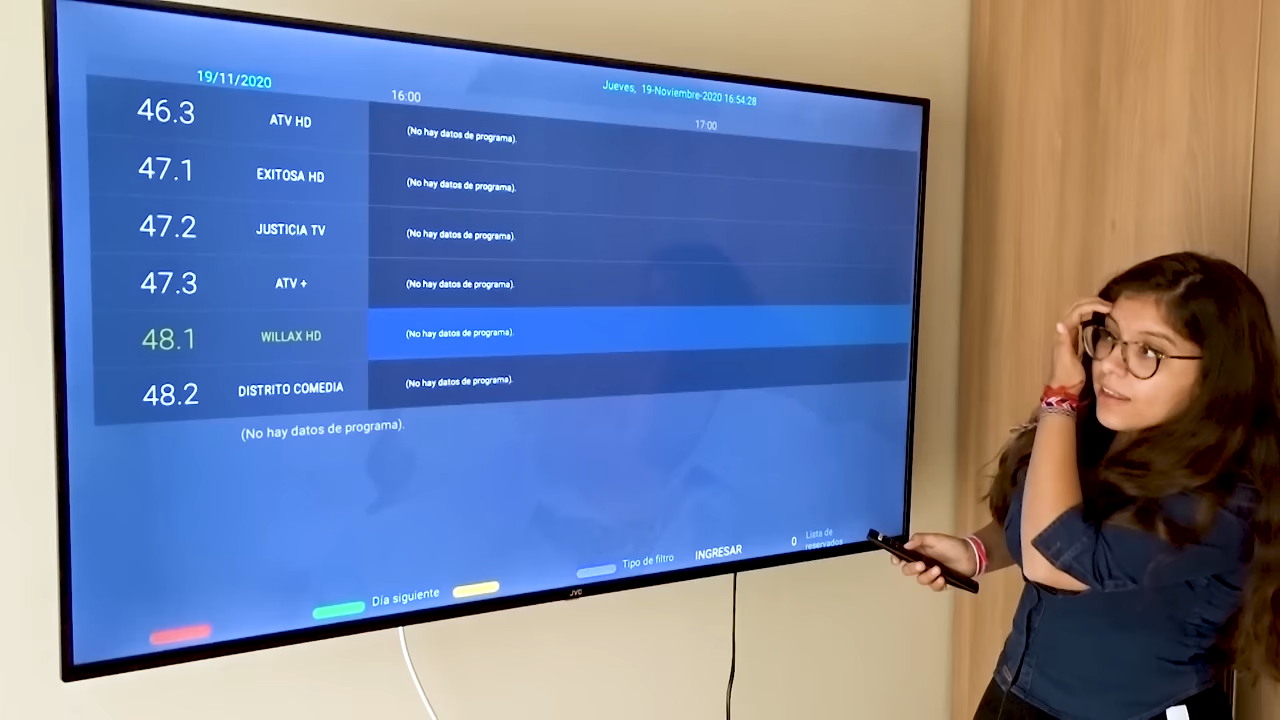 19/11/2020
Jueves, 19-Noviembre-2020 16:54:28
16:00
17:00
46.3 ATV HD (No hay datos de programa).
47.1 EXITOSA HD (No hay datos de programa).
47.2 JUSTICIA TV (No hay datos de programa).
47.3 ATV + (No hay datos de programa).
48.1 WILLAX HD (No hay datos de programa).
48.2 DISTRITO COMEDIA (No hay datos de programa).
(No hay datos de programa).
Día siguiente
Tipo de filtro
INGRESAR
0 Lista de
reservados
JVC